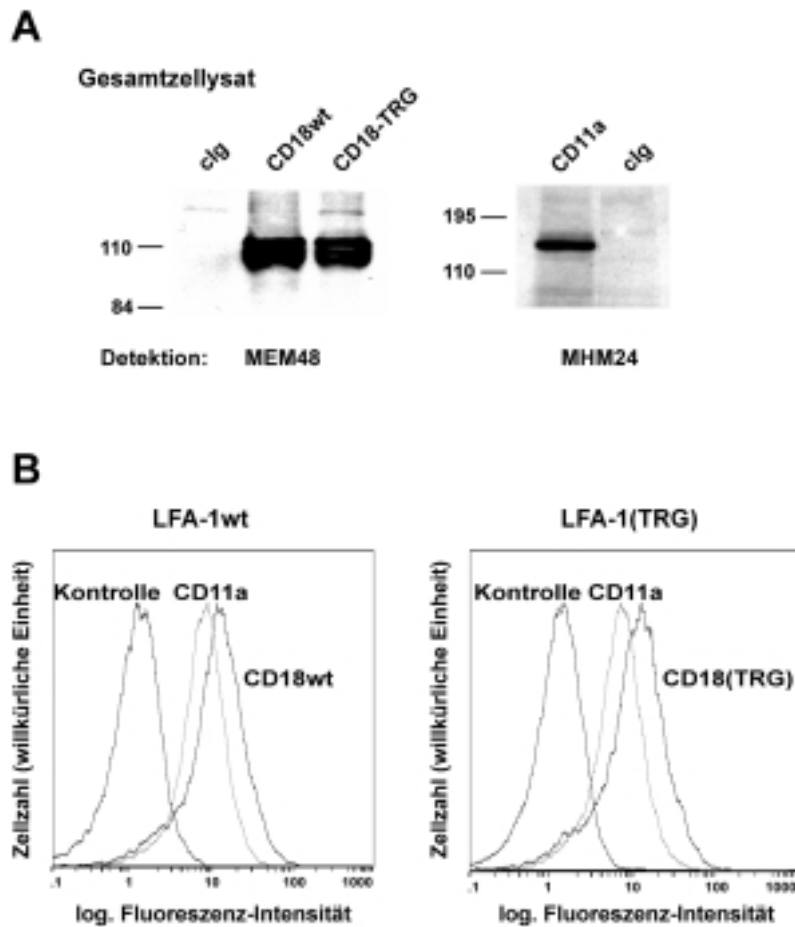 A
Gesamtzellysat
cIg CD18wt CD18-TRG
CD11a cIg
110
84
195
110
Detektion: MEM48 MHM24
B
LFA-1wt
LFA-1(TRG)
Zellzahl (willkürliche Einheit)
Kontrolle CD11a
CD18wt
.1 1 10 100 1000
log. Fluoreszenz-Intensität
Zellzahl (willkürliche Einheit)
Kontrolle CD11a
CD18(TRG)
.1 1 10 100 1000
log. Fluoreszenz-Intensität